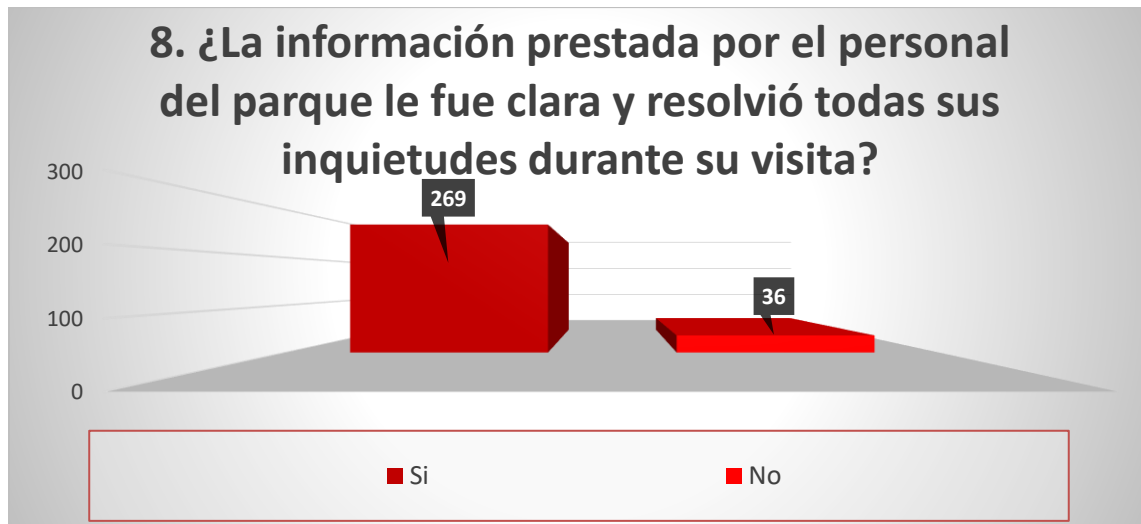 8. ¿La información prestada por el personal
del parque le fue clara y resolvió todas sus
inquietudes durante su visita?
300
200
100
0
269
36
Si
No